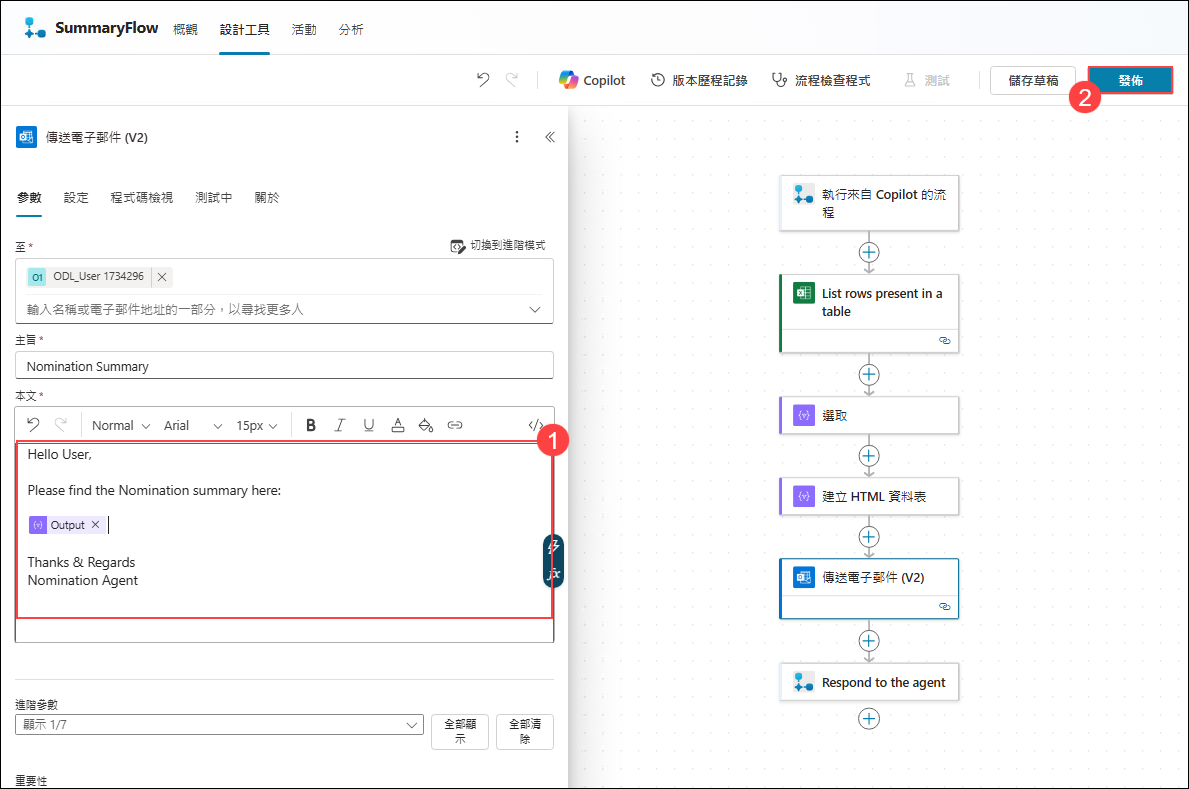 SummaryFlow 概觀 設計工具 活動 分析
Copilot 版本歷程記錄 流程檢查程式 測試 儲存草稿 發佈
2
傳送電子郵件 (V2)
參數 設定 程式碼檢視 測試中 關於
至 *
切換到進階模式
O1 ODL_User 1734296
輸入名稱或電子郵件地址的一部分，以尋找更多人
主旨 *
Nomination Summary
本文 *
Normal Arial 15px B I U A </>
1
Hello User,
Please find the Nomination summary here:
Output
fx
Thanks & Regards
Nomination Agent
進階參數
顯示 1/7
全部顯
示
全部清
除
重要性
執行來自 Copilot 的流
程
List rows present in a
table
選取
建立 HTML 資料表
傳送電子郵件 (V2)
Respond to the agent